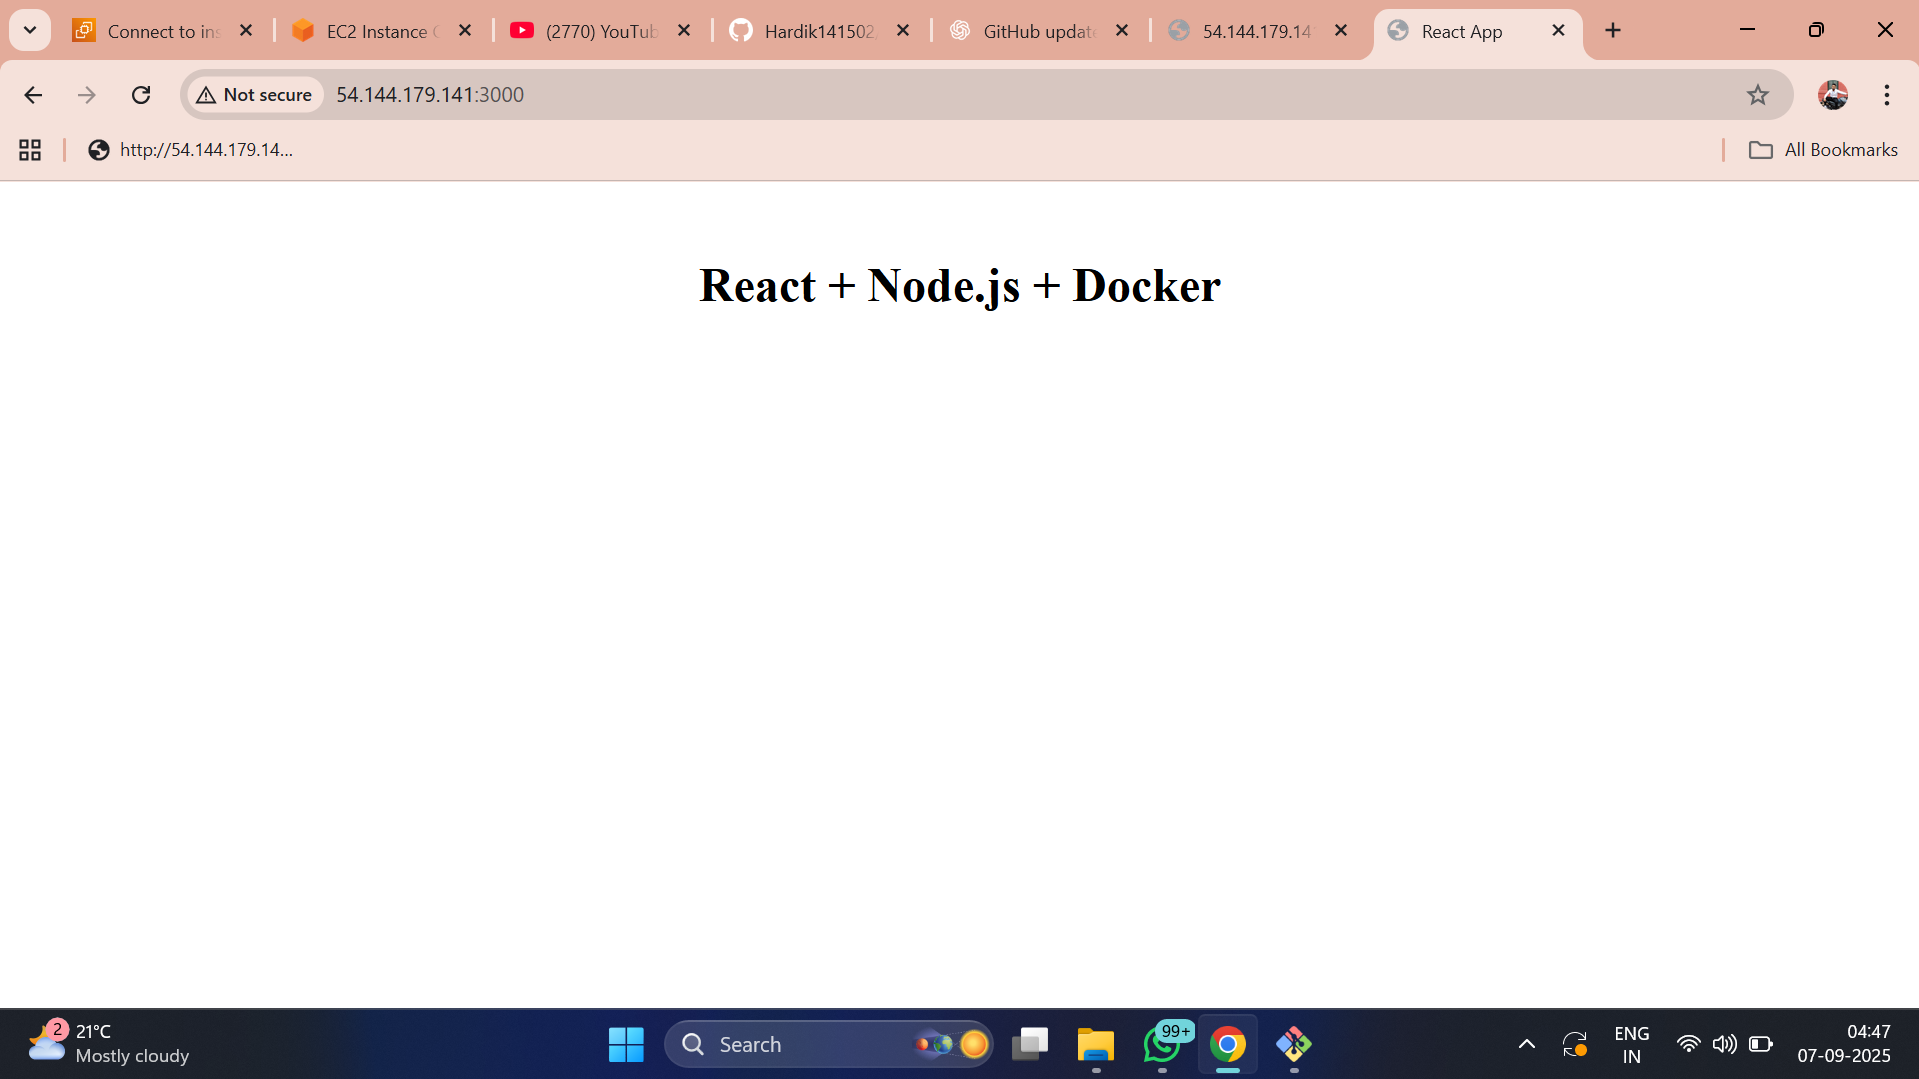 Connect to ins
EC2 Instance C
(2770) YouTub
Hardik141502
GitHub update
54.144.179.141
React App
Not secure
54.144.179.141:3000
http://54.144.179.14...
All Bookmarks
React + Node.js + Docker
2
21°C
Mostly cloudy
Search
99+
ENG
IN
04:47
07-09-2025